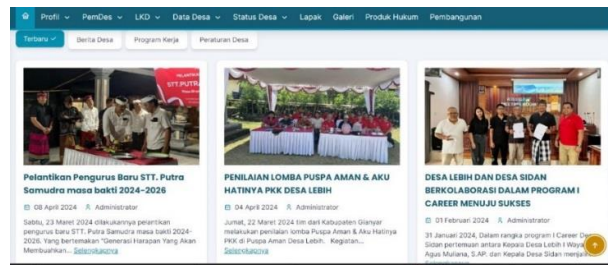 Profil PemDes LKD Data Desa Status Desa Lapak Galeri Produk Hukum Pembangunan
Terbaru Berita Desa Program Kerja Peraturan Desa
Pelantikan Pengurus Baru STT. Putra
Samudra masa bakti 2024-2026
08 April 2024 Administrator
Sabtu, 23 Maret 2024 dilakukannya pelantikan
pengurus baru STT. Putra Samudra masa bakti 2024-
2026. Yang bertemakan "Generasi Harapan Yang Akan
Membuahkan... Selengkapnya
PENILAIAN LOMBA PUSPA AMAN & AKU
HATINYA PKK DESA LEBIH
04 April 2024 Administrator
Jumat, 22 Maret 2024 tim dari Kabupaten Gianyar
melakukan penilaian lomba Puspa Aman & Aku Hatinya
PKK di Puspa Aman Desa Lebih. Kegiatan...
Selengkapnya
DESA LEBIH DAN DESA SIDAN
BERKOLABORASI DALAM PROGRAM I
CAREER MENUJU SUKSES
01 Februari 2024 Administrator
31 Januari 2024, Dalam rangka program I Career Desa
Sidan pertemuan antara Kepala Desa Lebih I Wayan
Agus Muliana, S.AP. dan Kepala Desa Sidan menjalin